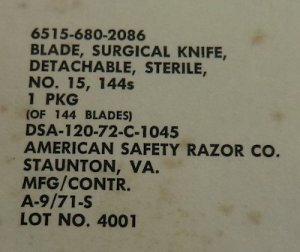 6515-680-2086
BLADE, SURGICAL KNIFE,
DETACHABLE, STERILE,
NO. 15, 144s
1 PKG
(OF 144 BLADES)
DSA-120-72-C-1045
AMERICAN SAFETY RAZOR CO.
STAUNTON, VA.
MFG/CONTR.
A-9/71-S
LOT NO. 4001